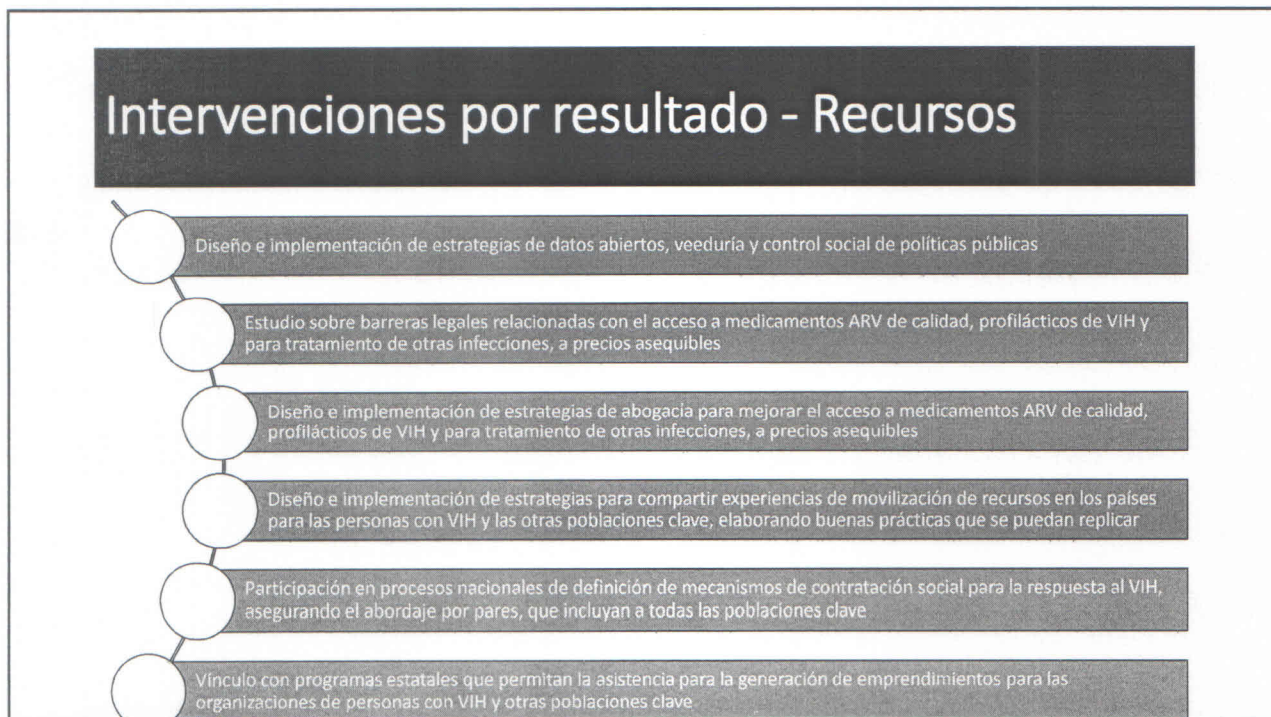 Intervenciones por resultado - Recursos
Diseño e implementación de estrategias de datos abiertos, veeduría y control social de políticas públicas
Estudio sobre barreras legales relacionadas con el acceso a medicamentos ARV de calidad, profilácticos de VIH y
para tratamiento de otras infecciones, a precios asequibles
Diseño e implementación de estrategias de abogacía para mejorar el acceso a medicamentos ARV de calidad,
profilácticos de VIH y para tratamiento de otras infecciones, a precios asequibles
Diseño e implementación de estrategias para compartir experiencias de movilización de recursos en los países
para las personas con VIH y las otras poblaciones clave, elaborando buenas prácticas que se puedan replicar
Participación en procesos nacionales de definición de mecanismos de contratación social para la respuesta al VIH,
asegurando el abordaje por pares, que incluyan a todas las poblaciones clave
Vínculo con programas estatales que permitan la asistencia para la generación de emprendimientos para las
organizaciones de personas con VIH y otras poblaciones clave